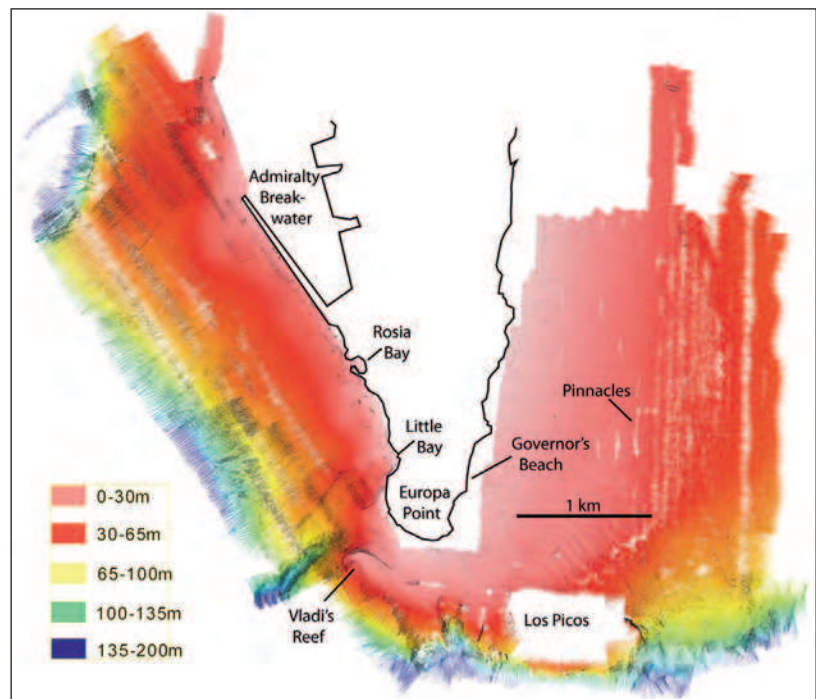 Admiralty
Break-
water
Rosia
Bay
Pinnacles
Little
Bay
Governor's
Beach
Europa
Point
1 km
0-30m
30-65m
65-100m
100-135m
135-200m
Vladi's
Reef
Los Picos